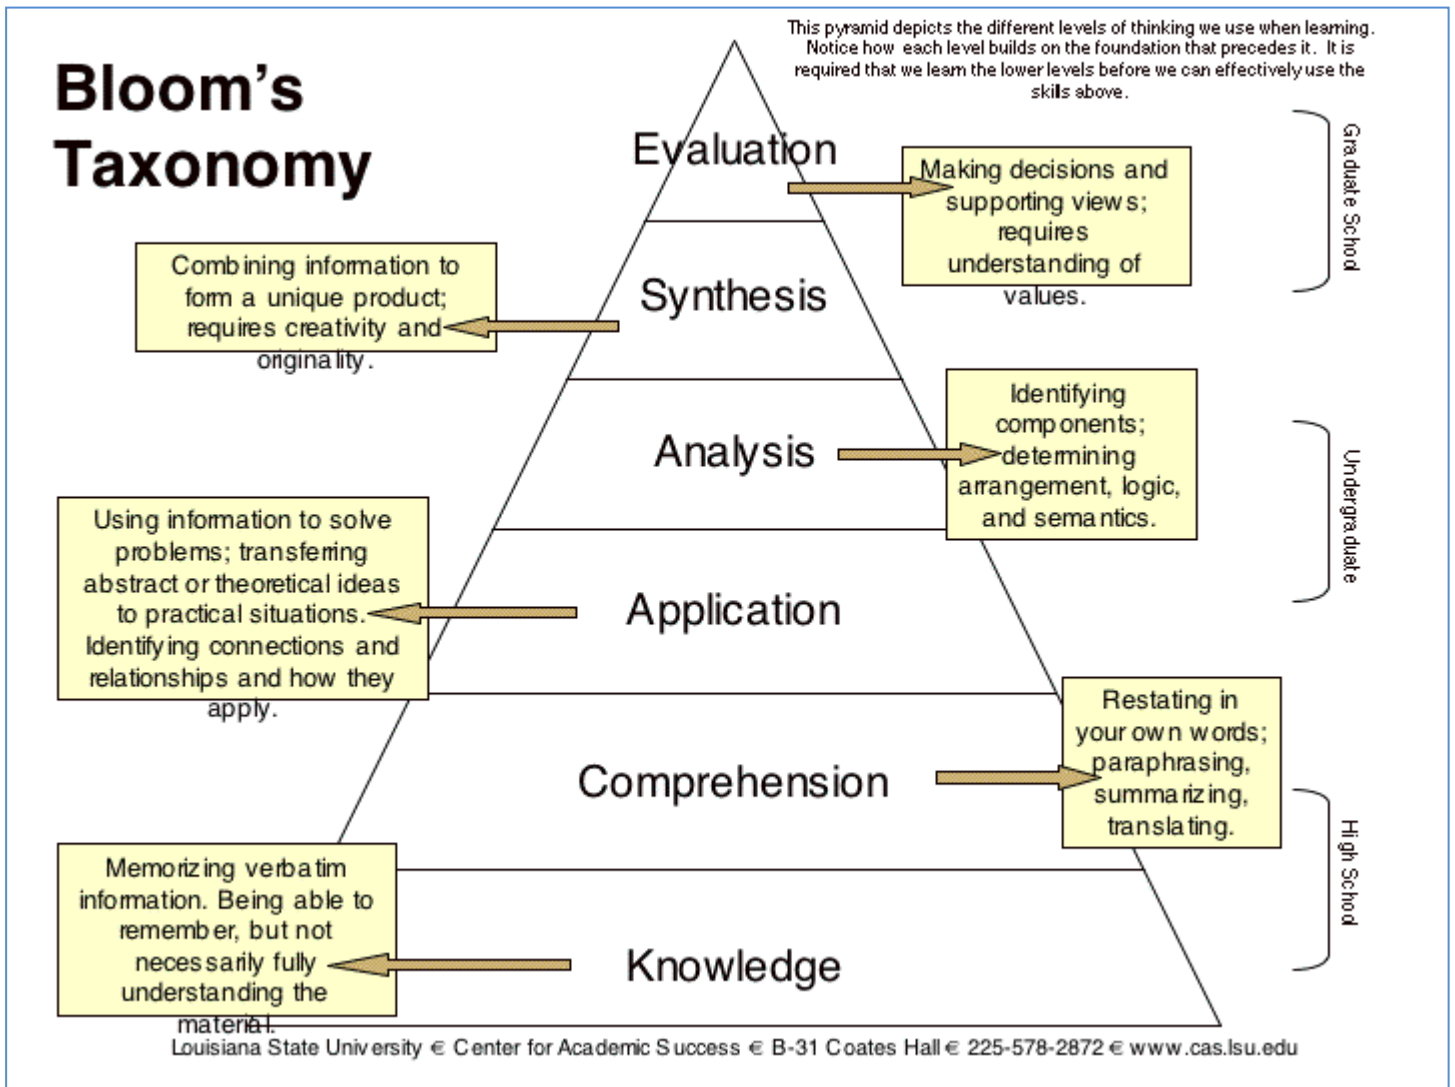 This pyramid depicts the different levels of thinking we use when learning.
Notice how each level builds on the foundation that precedes it. It is
required that we learn the lower levels before we can effectively use the
skills above.
Bloom's
Taxonomy
Evaluation
Making decisions and
supporting views;
requires
understanding of
values.
Graduate School
Combining information to
form a unique product;
requires creativity and
originality.
Synthesis
Analysis
Identifying
components;
determining
arrangement, logic,
and semantics.
Undergraduate
Using information to solve
problems; transferring
abstract or theoretical ideas
to practical situations.
Identifying connections and
relationships and how they
apply.
Application
Comprehension
Restating in
your own words;
paraphrasing,
summarizing,
translating.
High School
Memorizing verbatim
information. Being able to
remember, but not
necessarily fully
understanding the
material.
Knowledge
Louisiana State University € Center for Academic Success € B-31 Coates Hall € 225-578-2872 € www.cas.lsu.edu